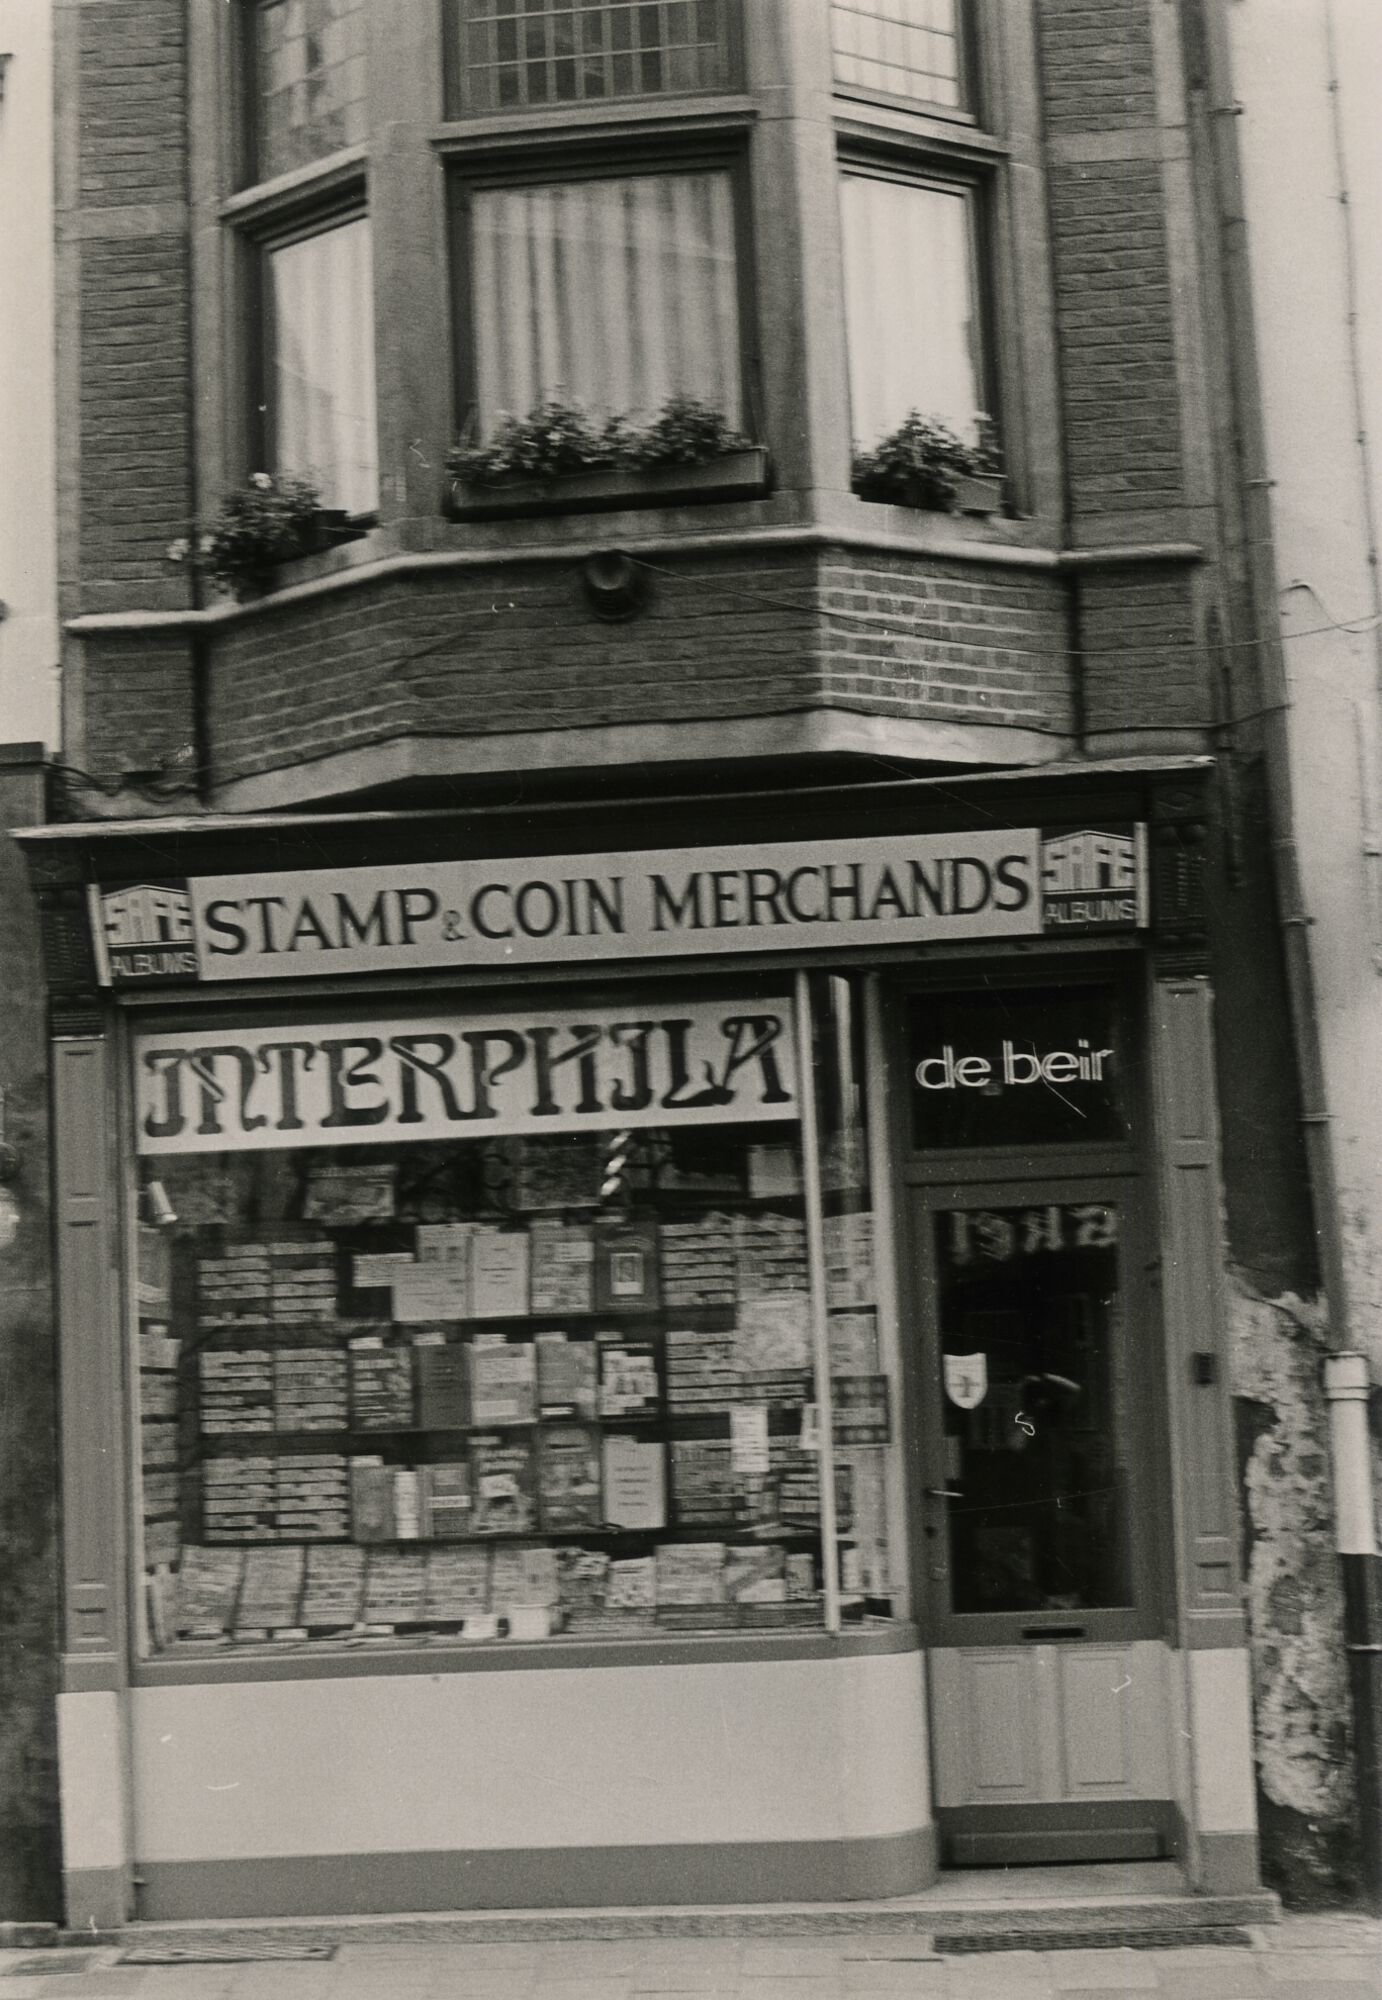 SAFE
ALBUMS
STAMP & COIN MERCHANDS
SAFE
ALBUMS
INTERPHILA
de beir